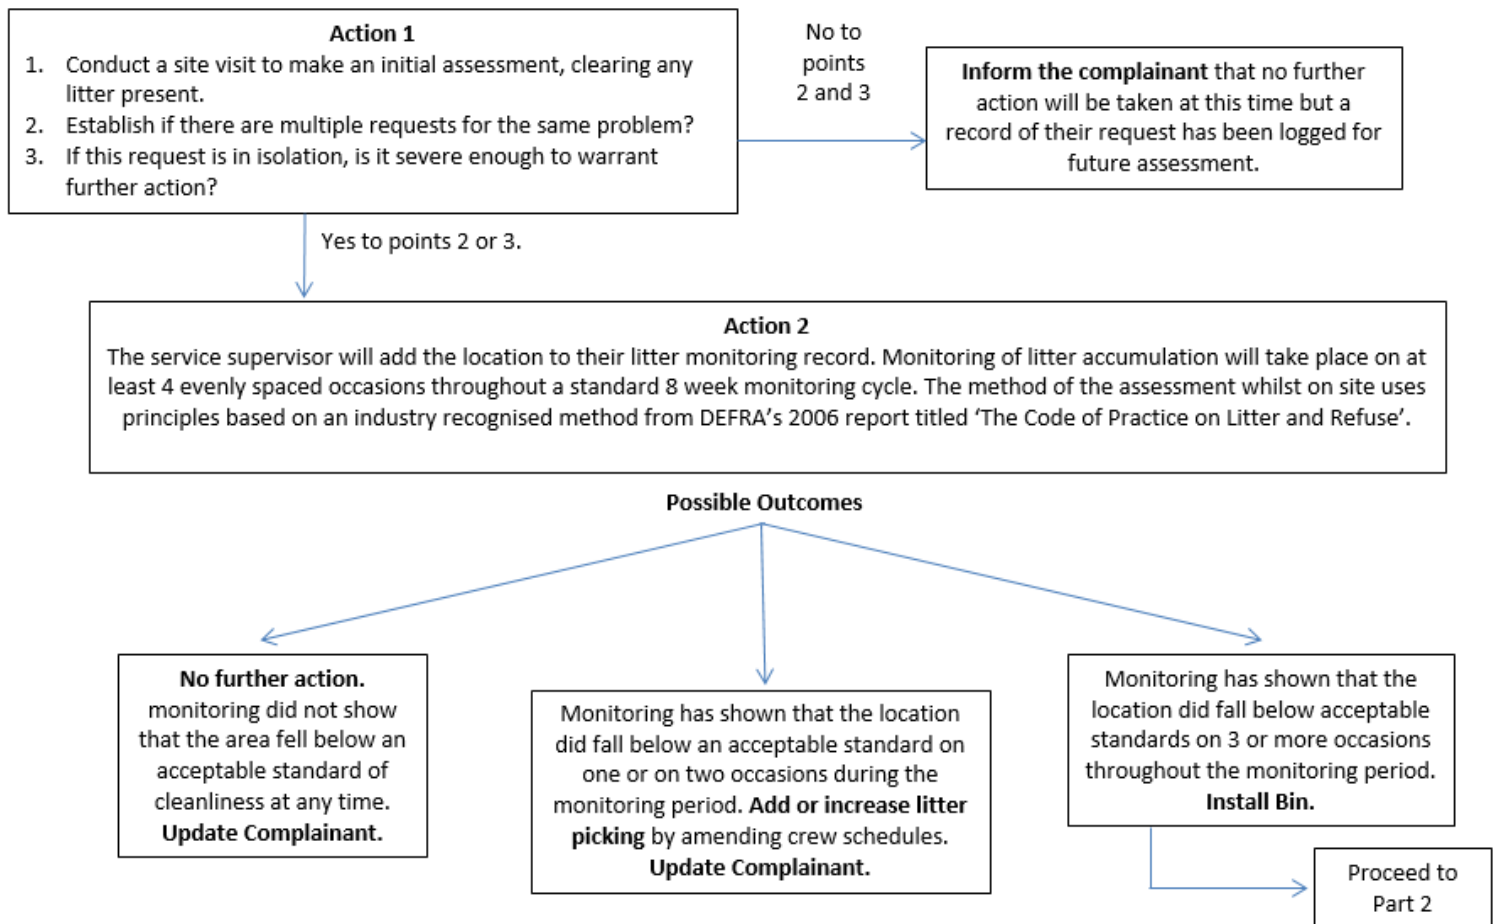 Action 1
1. Conduct a site visit to make an initial assessment, clearing any
litter present.
2. Establish if there are multiple requests for the same problem?
3. If this request is in isolation, is it severe enough to warrant
further action?
No to
points
2 and 3
Inform the complainant that no further
action will be taken at this time but a
record of their request has been logged for
future assessment.
Yes to points 2 or 3.
Action 2
The service supervisor will add the location to their litter monitoring record. Monitoring of litter accumulation will take place on at
least 4 evenly spaced occasions throughout a standard 8 week monitoring cycle. The method of the assessment whilst on site uses
principles based on an industry recognised method from DEFRA’s 2006 report titled ‘The Code of Practice on Litter and Refuse’.
Possible Outcomes
No further action.
monitoring did not show
that the area fell below an
acceptable standard of
cleanliness at any time.
Update Complainant.
Monitoring has shown that the location
did fall below an acceptable standard on
one or on two occasions during the
monitoring period. Add or increase litter
picking by amending crew schedules.
Update Complainant.
Monitoring has shown that the
location did fall below acceptable
standards on 3 or more occasions
throughout the monitoring period.
Install Bin.
Proceed to
Part 2